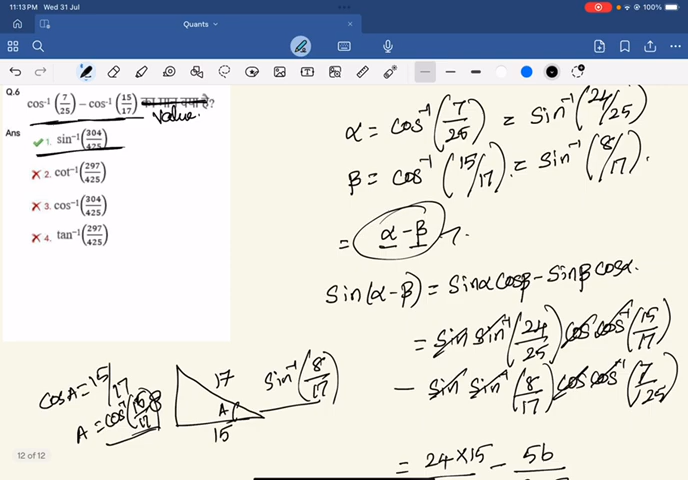 11:13 PM Wed 31 Jul
100%
Quants
Q.6
cos⁻¹ (7/25) − cos⁻¹ (15/17) का मान क्या है?
value.
Ans
1. sin⁻¹(304/425)
2. cot⁻¹(297/425)
3. cos⁻¹(304/425)
4. tan⁻¹(297/425)
α = cos⁻¹(7/25) = sin⁻¹(24/25)
β = cos⁻¹(15/17) = sin⁻¹(8/17).
= α − β
sin(α − β) = sinα cosβ − sinβ cosα.
= sin sin⁻¹(24/25) cos cos⁻¹(15/17)
− sin sin⁻¹(8/17) cos cos⁻¹(7/25)
= 24×15 − 56
cosA = 15/17
A = cos⁻¹(15/17)
8
17
A
15
sin⁻¹(8/17)
12 of 12